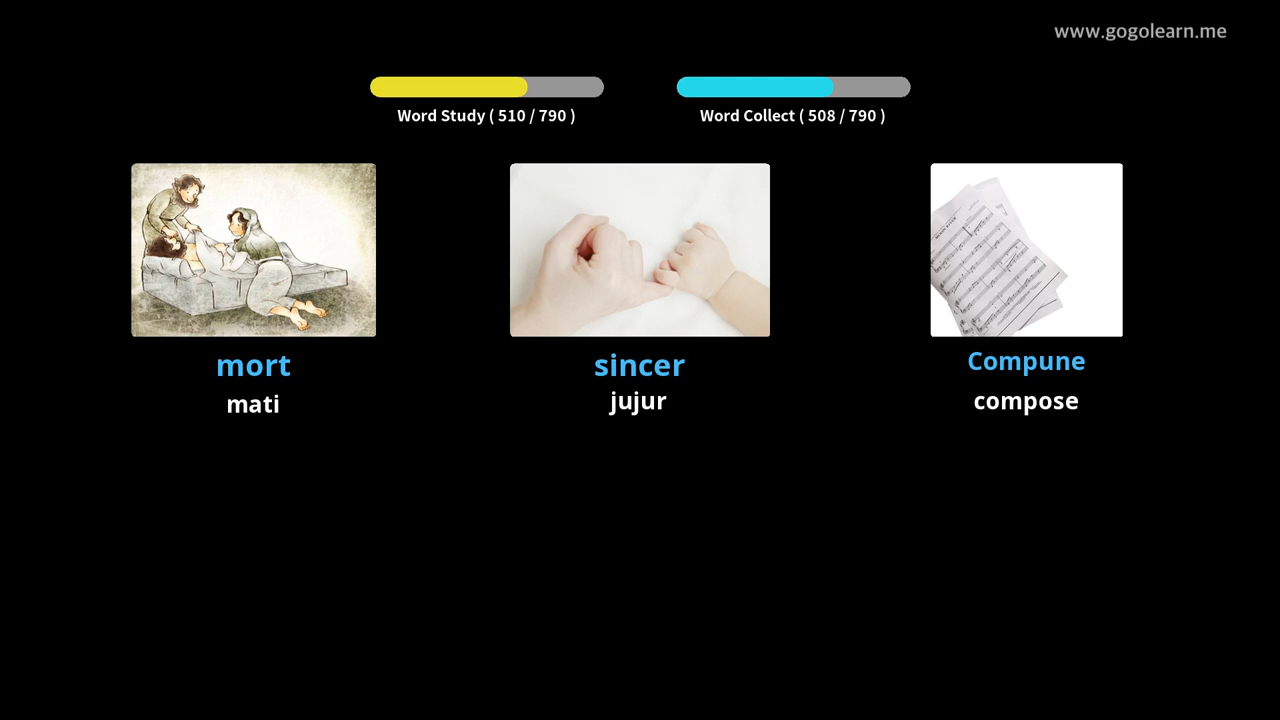 www.gogolearn.me
Word Study ( 510 / 790 )
Word Collect ( 508 / 790 )
mort
mati
sincer
jujur
Compune
compose